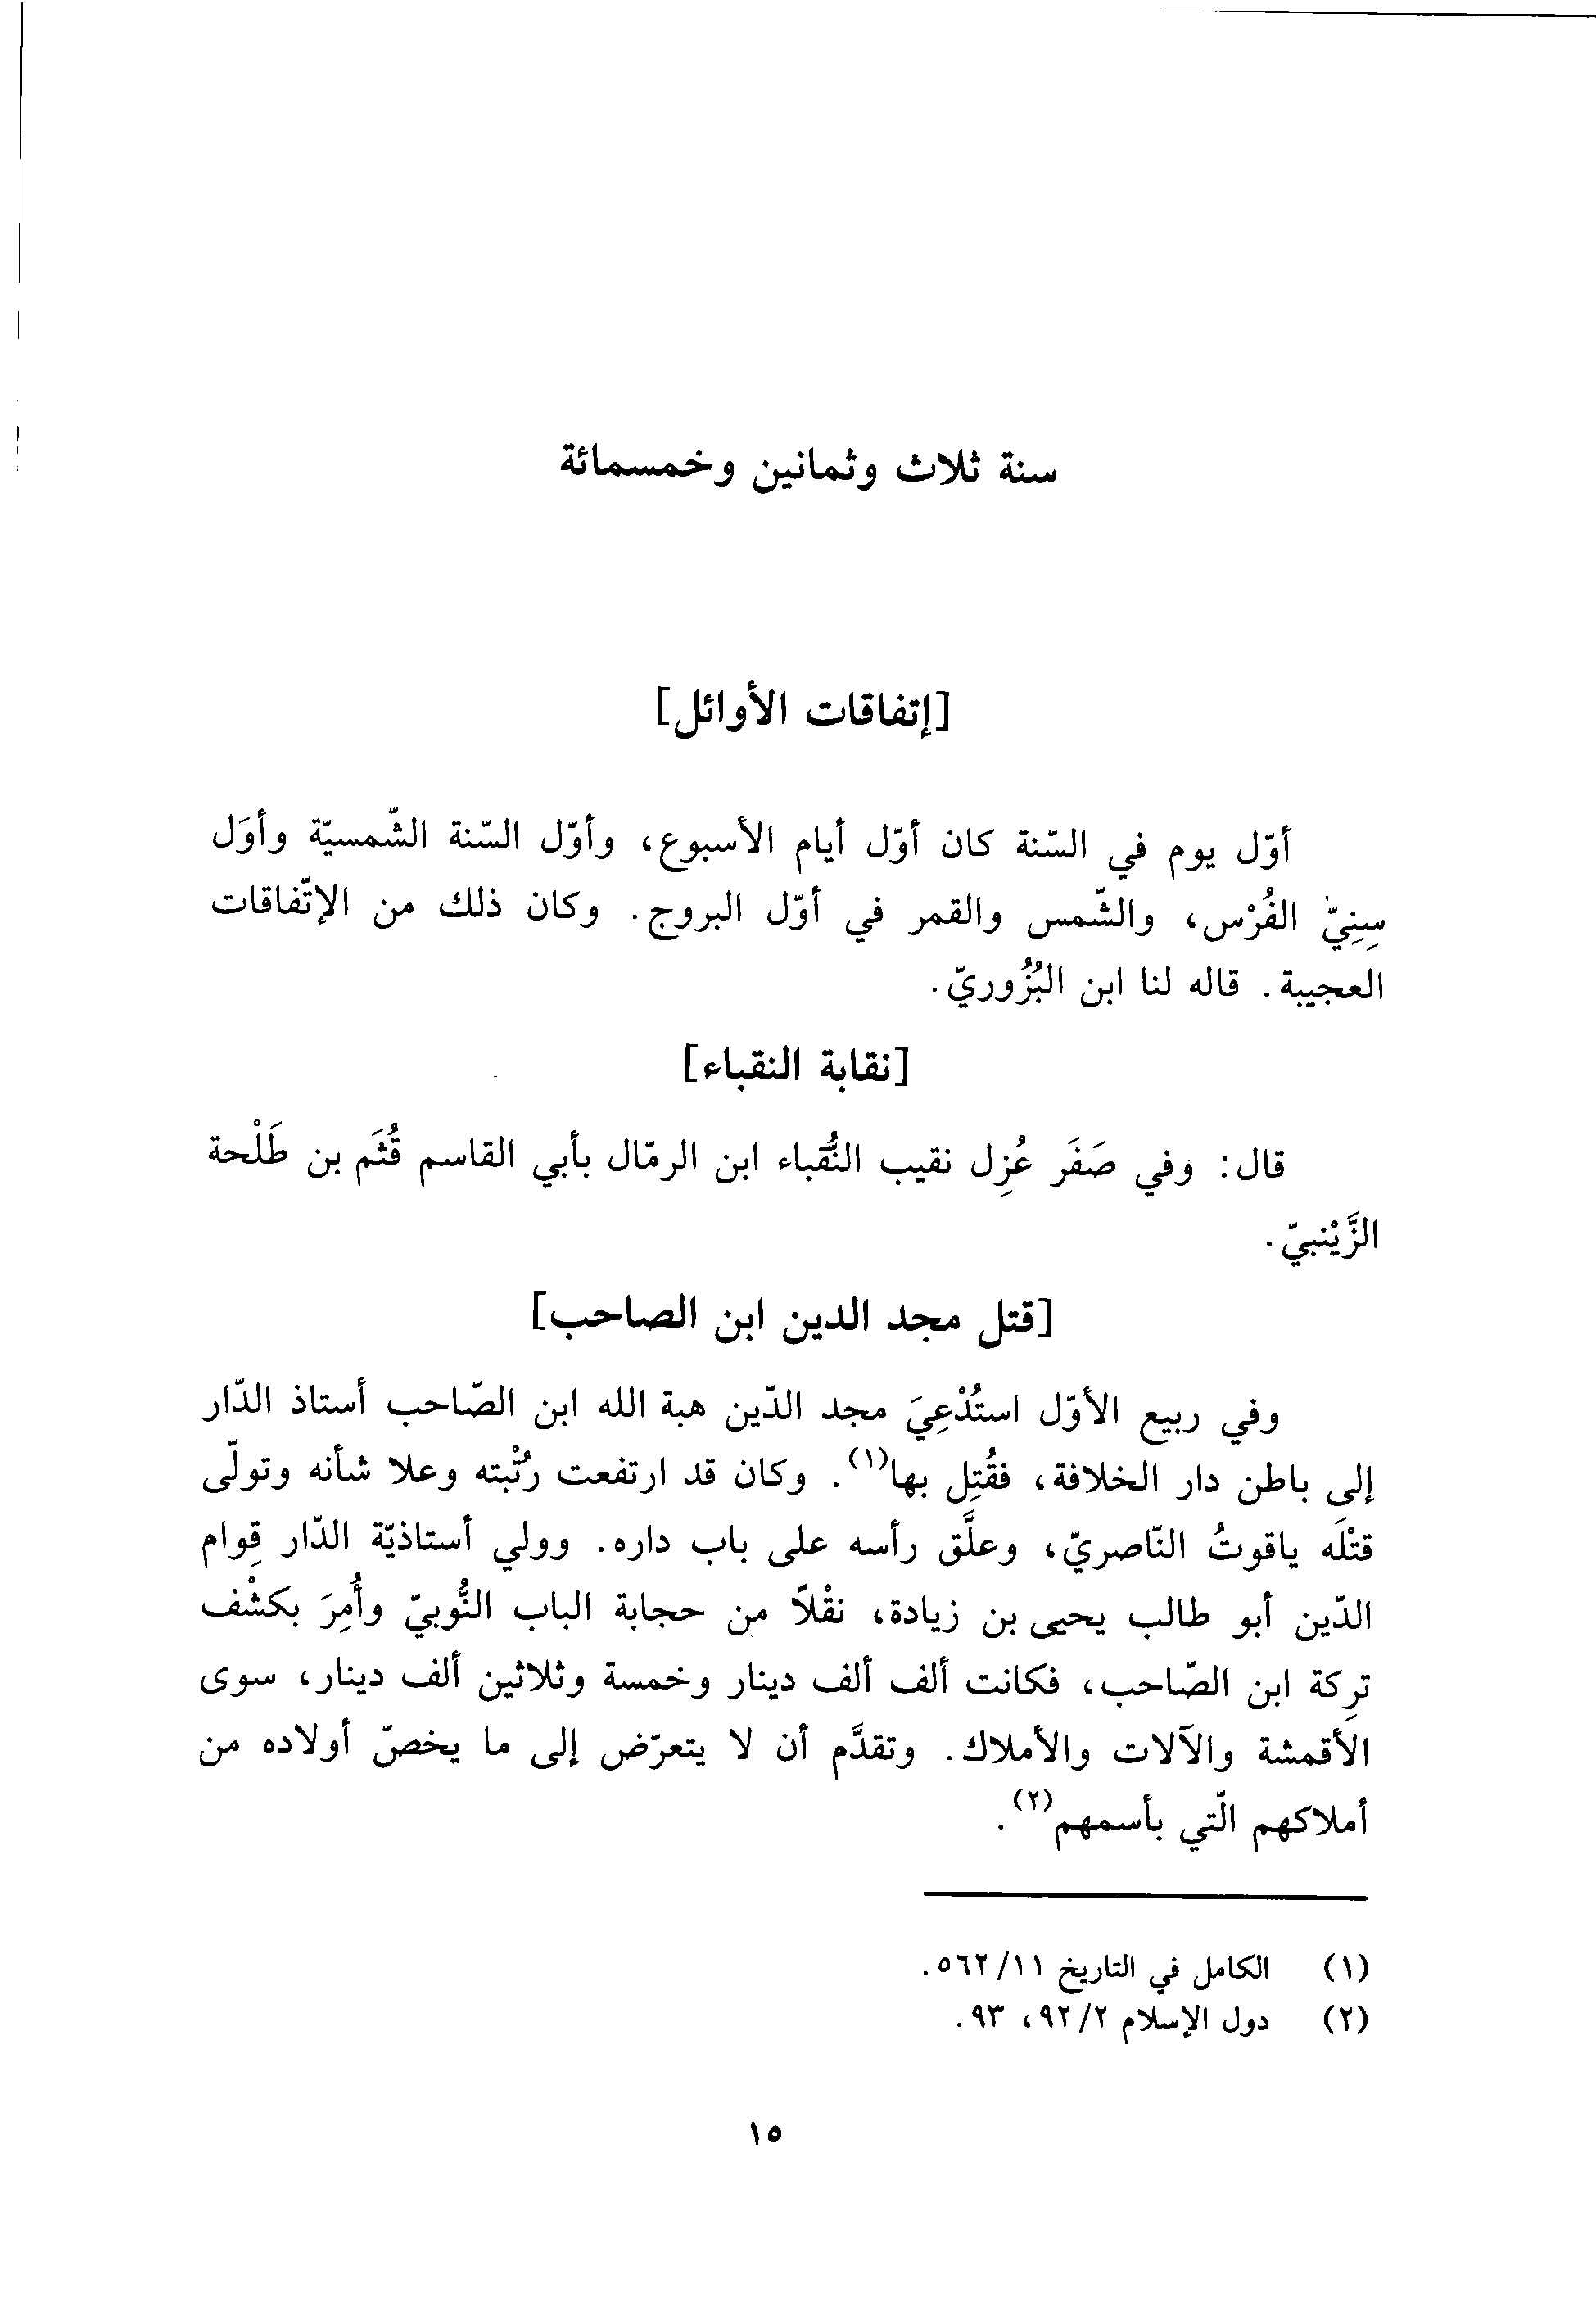 سنة ثلاث وثمانين وخمسمائة
[إتفاقات الأوائل]
أوّل يوم في السّنة كان أوّل أيام الأسبوع، وأوّل السّنة الشّمسيّة وأوَل
سِنِيّ الفُرْس، والشّمس والقمر في أوّل البروج. وكان ذلك من الإتّفاقات
العجيبة. قاله لنا ابن البُزُوريّ.
[نقابة النقباء]
قال: وفي صَفَر عُزِل نقيب النُّقباء ابن الرمّال بأبي القاسم قُثَم بن طَلْحة
الزَّيْنبيّ.
[قتل مجد الدين ابن الصاحب]
وفي ربيع الأوّل استُدْعِيَ مجد الدّين هبة الله ابن الصّاحب أستاذ الدّار
إلى باطن دار الخلافة، فقُتِل بها(١). وكان قد ارتفعت رُتْبته وعلا شأنه وتولّى
قتْلَه ياقوتُ النّاصريّ، وعلَّق رأسه على باب داره. وولي أستاذيّة الدّار قِوام
الدّين أبو طالب يحيى بن زيادة، نقْلاً من حجابة الباب النُّوبيّ وأُمِرَ بكشْف
ترِكة ابن الصّاحب، فكانت ألف ألف دينار وخمسة وثلاثين ألف دينار، سوى
الأقمشة والآلات والأملاك. وتقدَّم أن لا يتعرّض إلى ما يخصّ أولاده من
أملاكهم الّتي بأسمهم(٢).
(١) الكامل في التاريخ ١١/ ٥٦٢.
(٢) دول الإسلام ٢/ ٩٢، ٩٣.
١٥